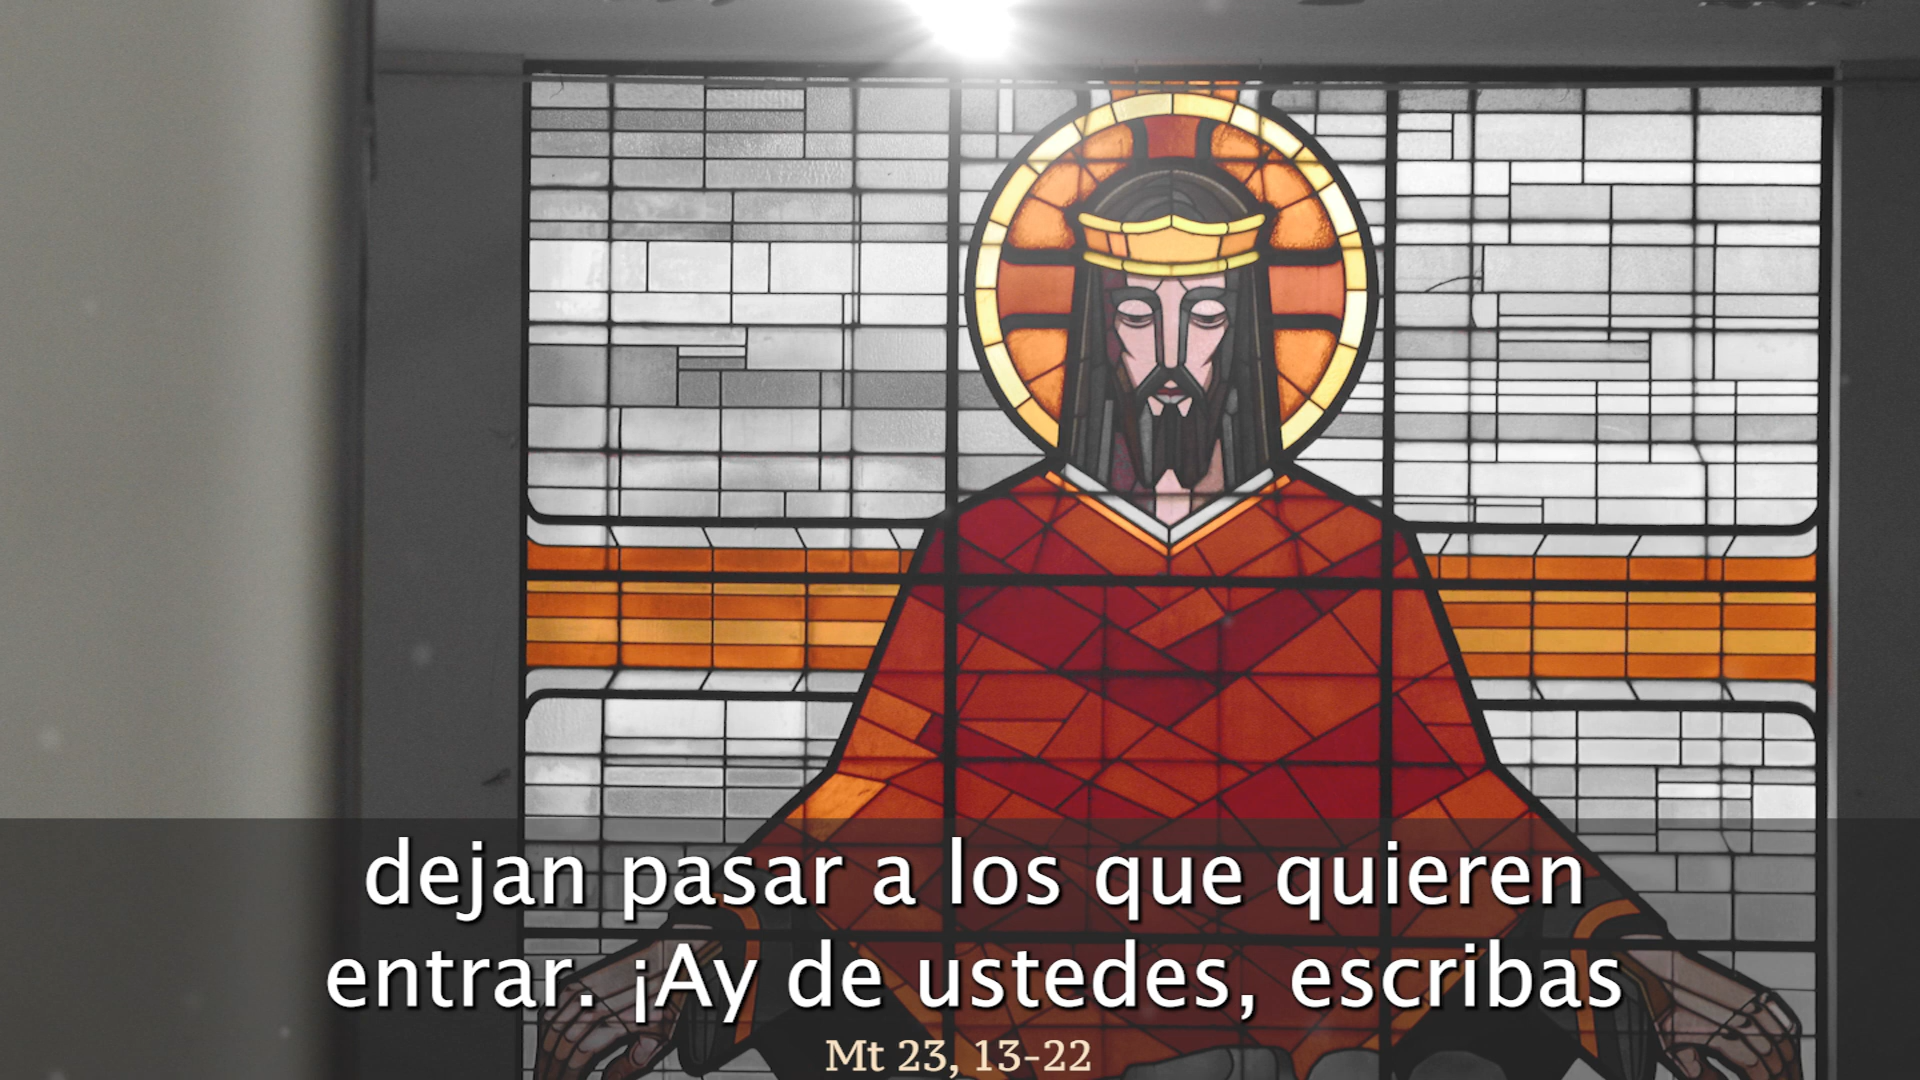 dejan pasar a los que quieren
entrar. ¡Ay de ustedes, escribas
Mt 23, 13-22